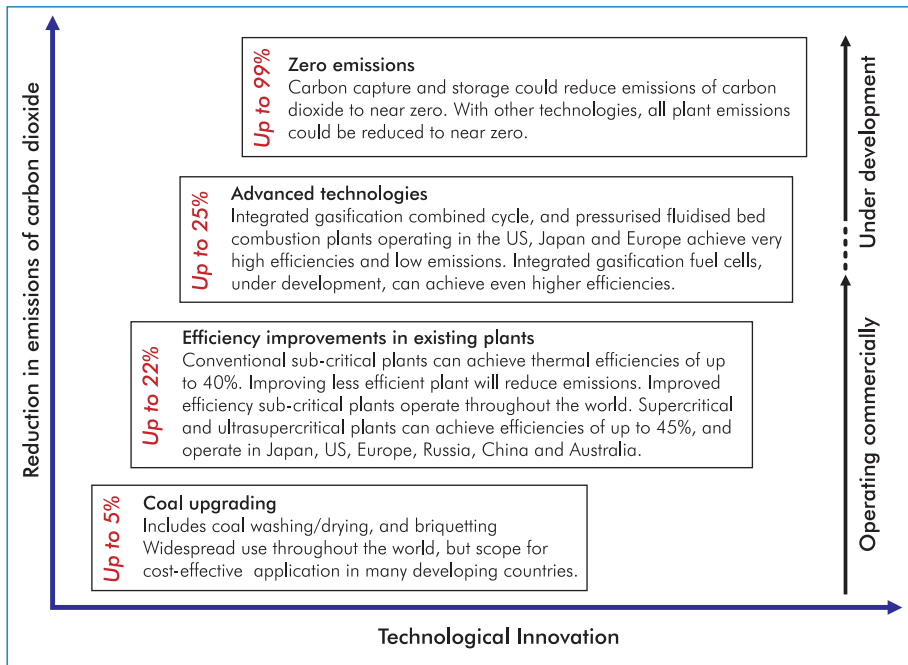 Reduction in emissions of carbon dioxide
Up to 99%
Zero emissions
Carbon capture and storage could reduce emissions of carbon
dioxide to near zero. With other technologies, all plant emissions
could be reduced to near zero.
Up to 25%
Advanced technologies
Integrated gasification combined cycle, and pressurised fluidised bed
combustion plants operating in the US, Japan and Europe achieve very
high efficiencies and low emissions. Integrated gasification fuel cells,
under development, can achieve even higher efficiencies.
Up to 22%
Efficiency improvements in existing plants
Conventional sub-critical plants can achieve thermal efficiencies of up
to 40%. Improving less efficient plant will reduce emissions. Improved
efficiency sub-critical plants operate throughout the world. Supercritical
and ultrasupercritical plants can achieve efficiencies of up to 45%, and
operate in Japan, US, Europe, Russia, China and Australia.
Up to 5%
Coal upgrading
Includes coal washing/drying, and briquetting
Widespread use throughout the world, but scope for
cost-effective application in many developing countries.
Under development
Operating commercially
Technological Innovation